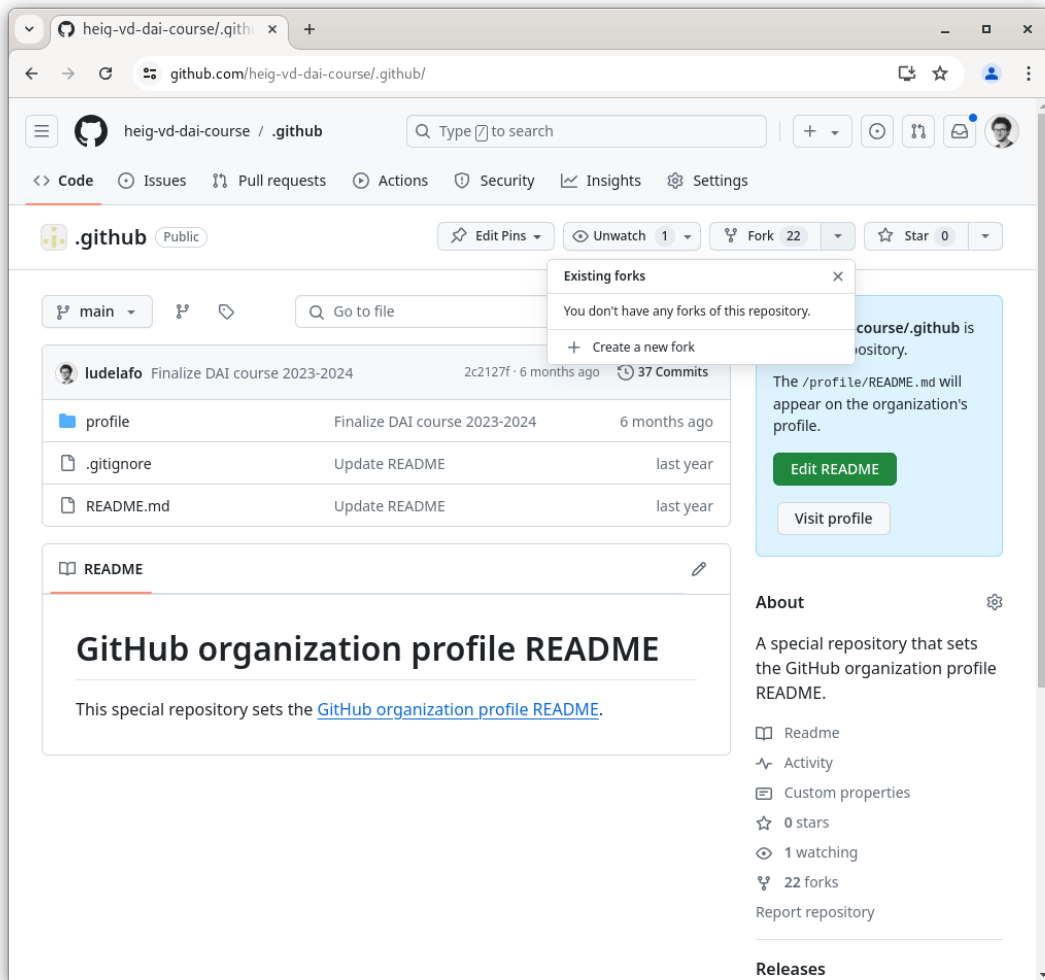 heig-vd-dai-course/.gith
github.com/heig-vd-dai-course/.github/
heig-vd-dai-course / .github
Type / to search
Code
Issues
Pull requests
Actions
Security
Insights
Settings
.github Public
Edit Pins
Unwatch 1
Fork 22
Star 0
Existing forks
You don't have any forks of this repository.
Create a new fork
main
Go to file
ludelafo Finalize DAI course 2023-2024
2c2127f · 6 months ago
37 Commits
profile Finalize DAI course 2023-2024 6 months ago
.gitignore Update README last year
README.md Update README last year
README
GitHub organization profile README
This special repository sets the GitHub organization profile README.
course/.github is
The /profile/README.md will
appear on the organization's
profile.
Edit README
Visit profile
About
A special repository that sets
the GitHub organization profile
README.
Readme
Activity
Custom properties
0 stars
1 watching
22 forks
Report repository
Releases